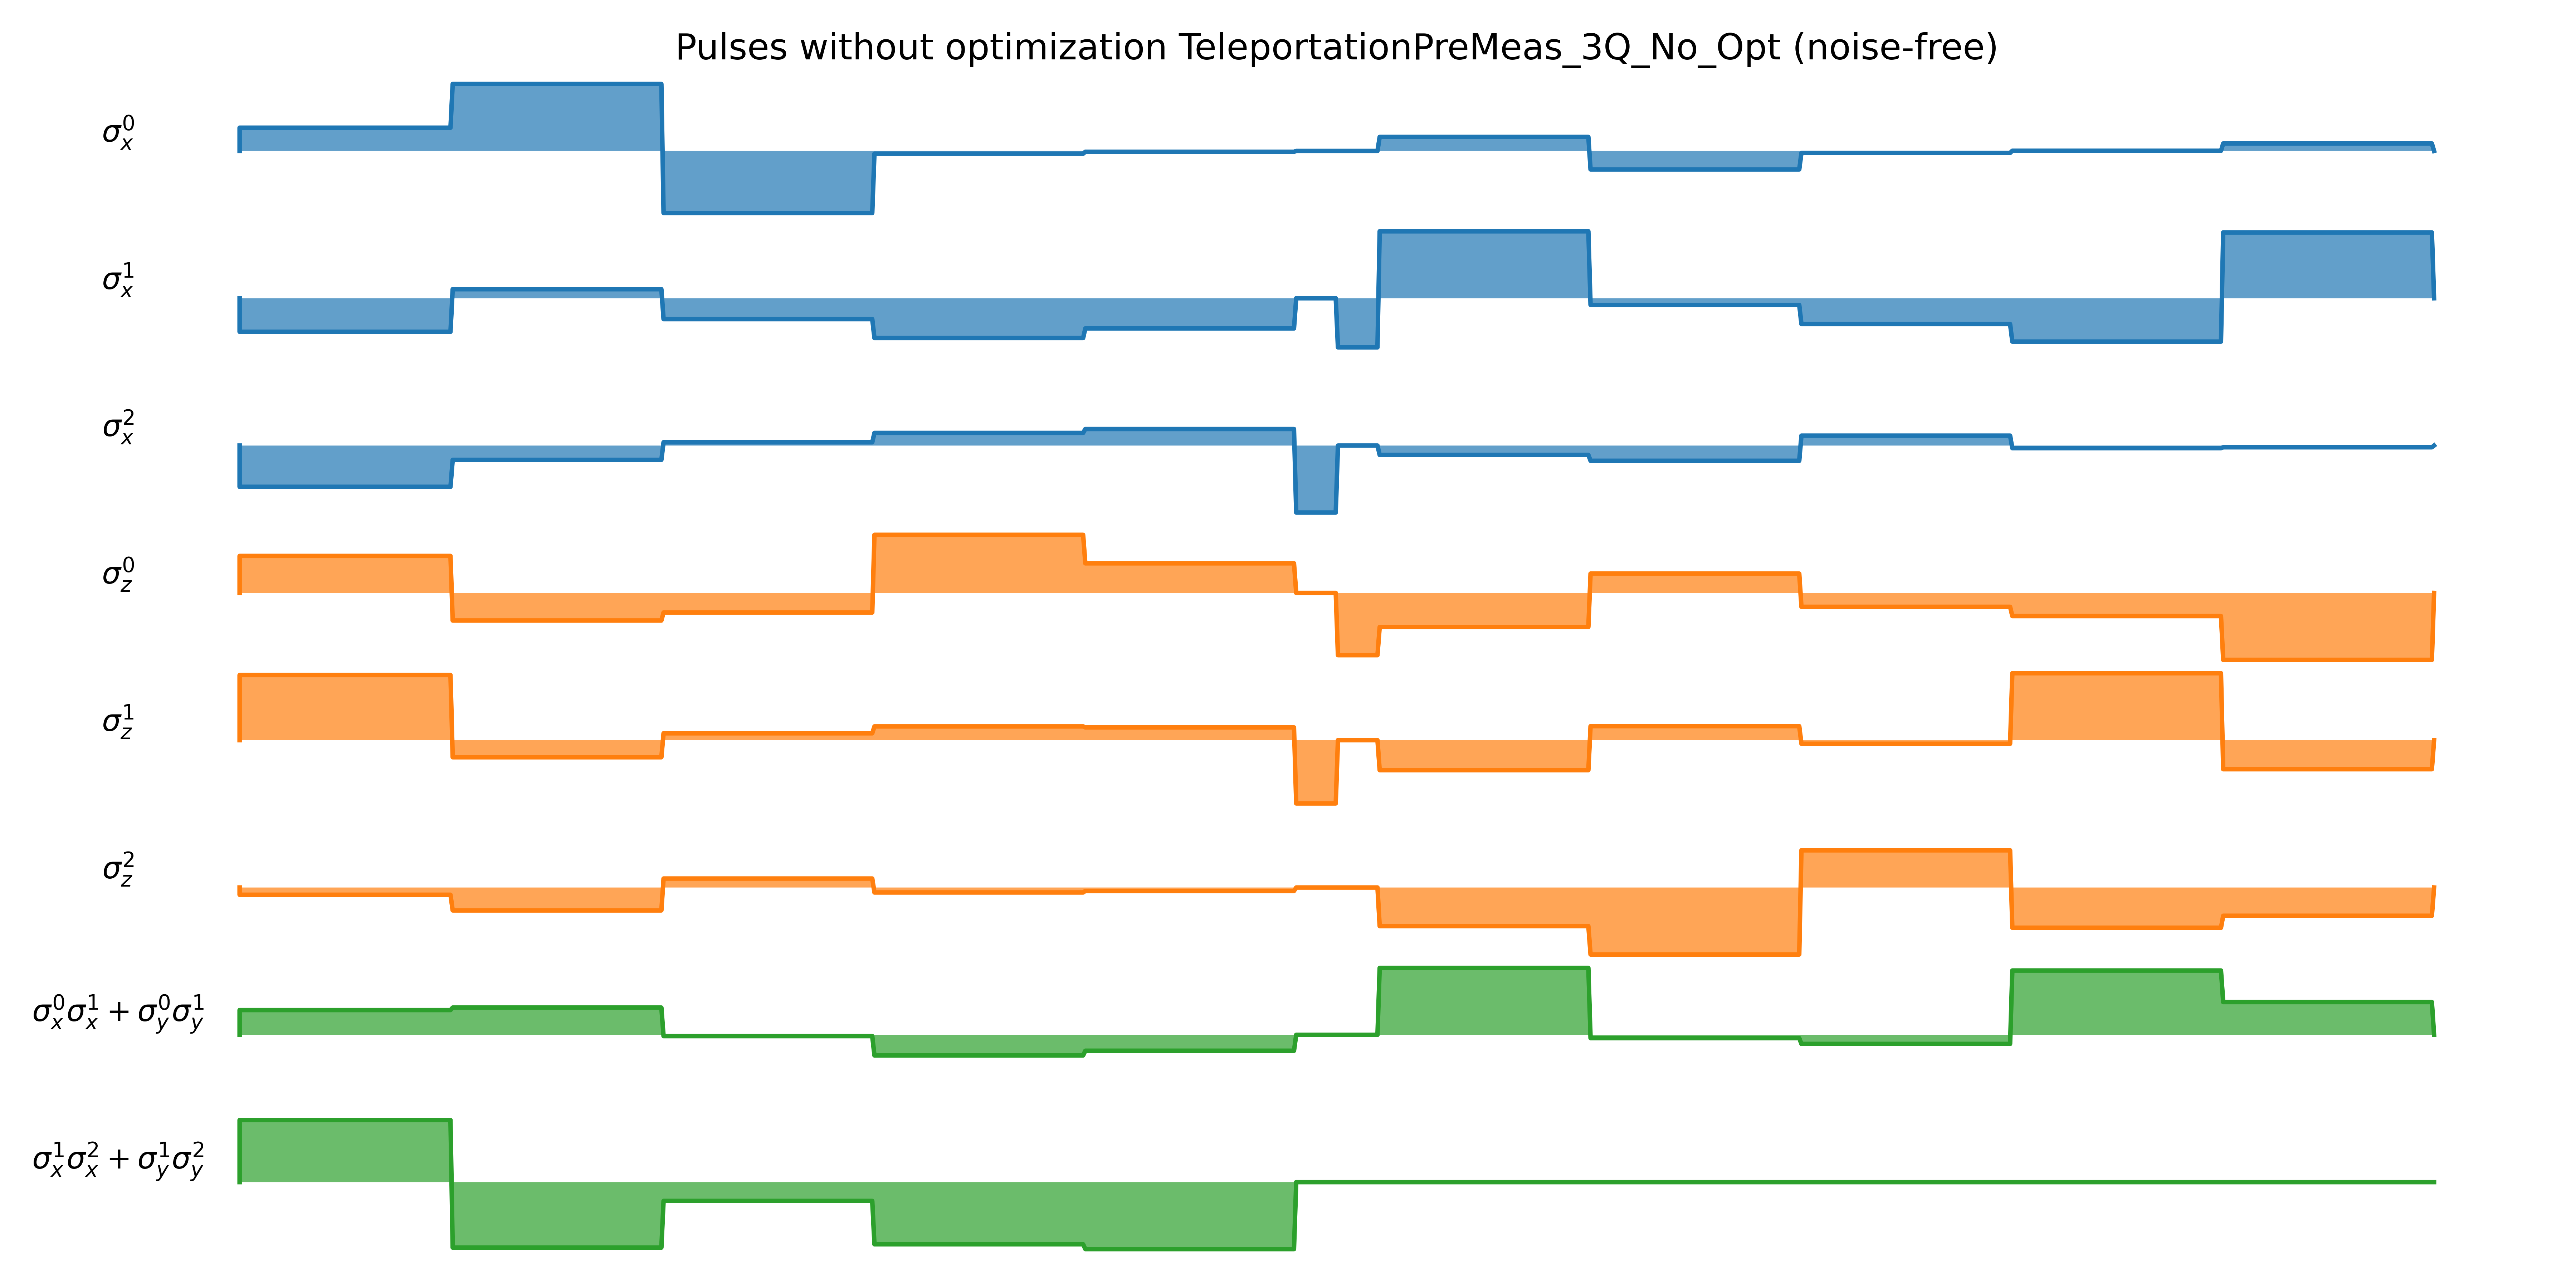 Pulses without optimization TeleportationPreMeas_3Q_No_Opt (noise-free)
σ_x^0
σ_x^1
σ_x^2
σ_z^0
σ_z^1
σ_z^2
σ_x^0σ_x^1 + σ_y^0σ_y^1
σ_x^1σ_x^2 + σ_y^1σ_y^2